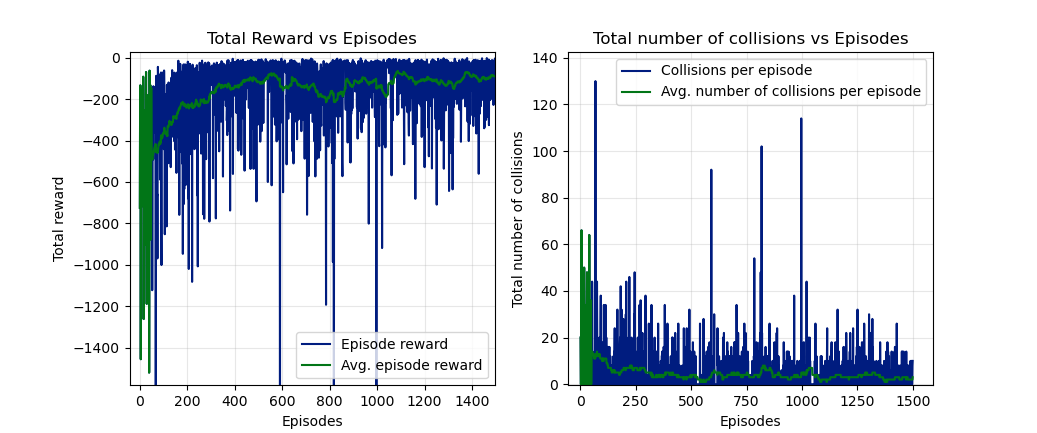 Total Reward vs Episodes
Total reward
0
−200
−400
−600
−800
−1000
−1200
−1400
Episode reward
Avg. episode reward
0 200 400 600 800 1000 1200 1400
Episodes
Total number of collisions vs Episodes
Total number of collisions
140
120
100
80
60
40
20
0
Collisions per episode
Avg. number of collisions per episode
0 250 500 750 1000 1250 1500
Episodes